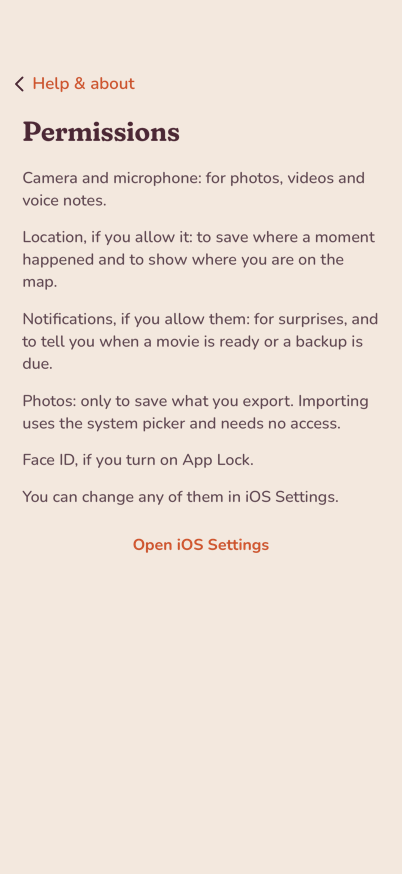 Help & about
Permissions
Camera and microphone: for photos, videos and
voice notes.
Location, if you allow it: to save where a moment
happened and to show where you are on the
map.
Notifications, if you allow them: for surprises, and
to tell you when a movie is ready or a backup is
due.
Photos: only to save what you export. Importing
uses the system picker and needs no access.
Face ID, if you turn on App Lock.
You can change any of them in iOS Settings.
Open iOS Settings